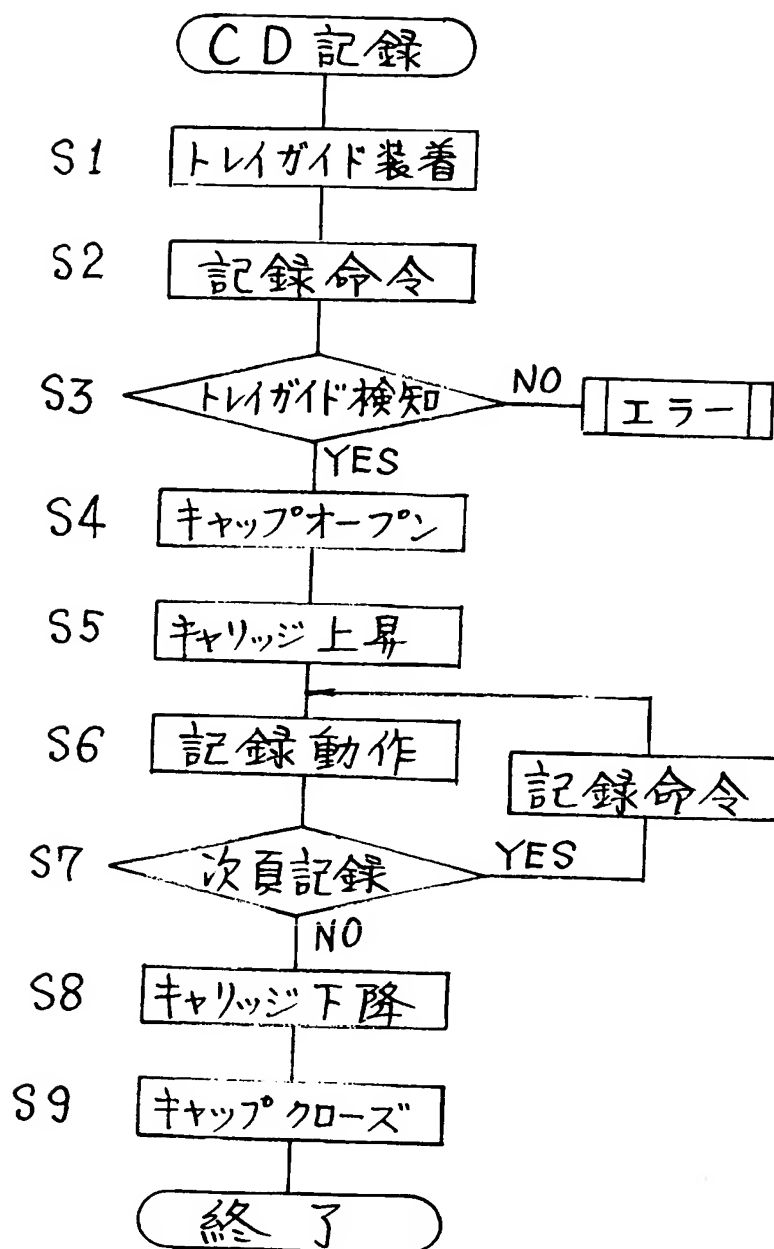 CD記録
S1 トレイガイド装着
S2 記録命令
S3 トレイガイド検知 NO エラー
YES
S4 キャップオープン
S5 キャリッジ上昇
S6 記録動作
記録命令
S7 次頁記録 YES
NO
S8 キャリッジ下降
S9 キャップクローズ
終了